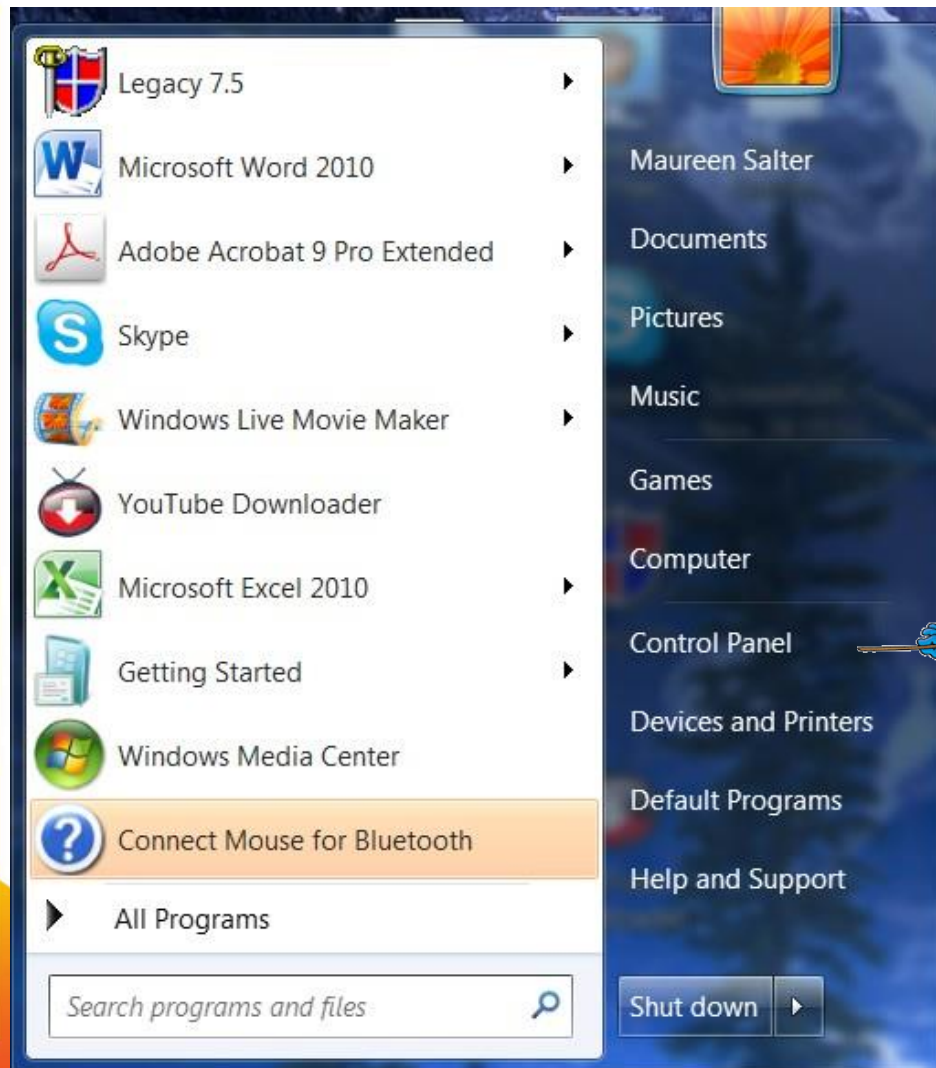 Legacy 7.5
Microsoft Word 2010
Adobe Acrobat 9 Pro Extended
Skype
Windows Live Movie Maker
YouTube Downloader
Microsoft Excel 2010
Getting Started
Windows Media Center
Connect Mouse for Bluetooth
All Programs
Search programs and files
Maureen Salter
Documents
Pictures
Music
Games
Computer
Control Panel
Devices and Printers
Default Programs
Help and Support
Shut down